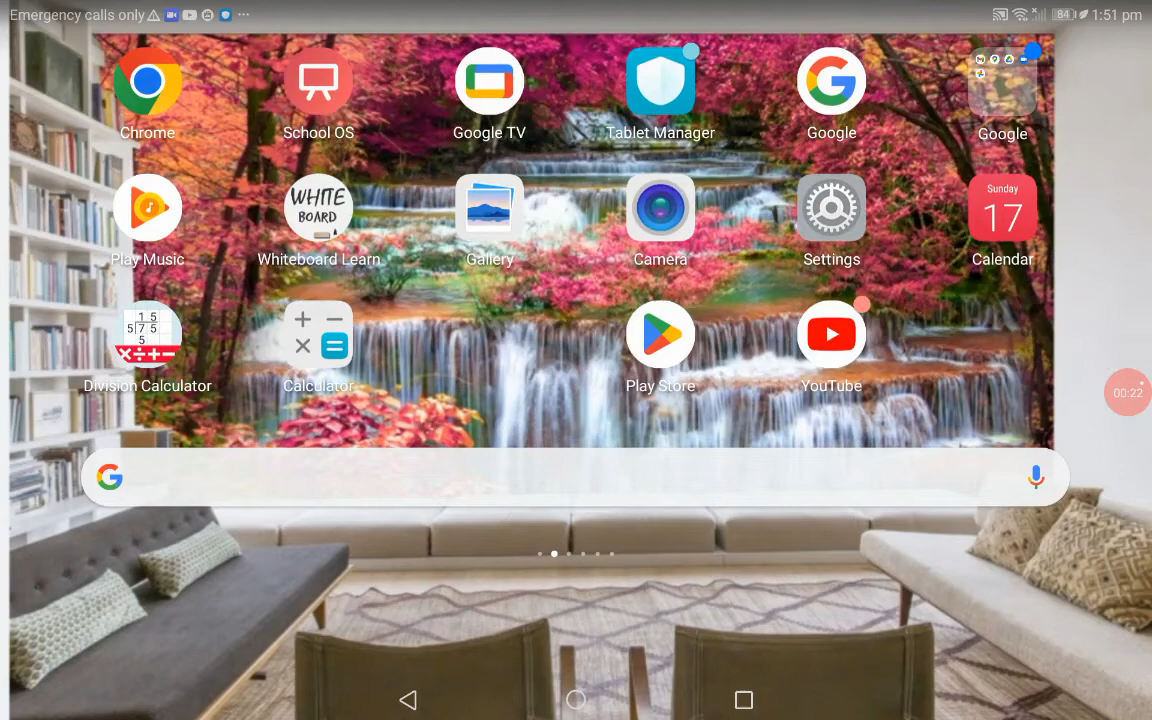 Emergency calls only
84 1:51 pm
Chrome
School OS
Google TV
Tablet Manager
Google
Google
Play Music
WHITE
BOARD
Whiteboard Learn
Gallery
Camera
Settings
Sunday
17
Calendar
1 5
5 7 5
5
Division Calculator
Calculator
Play Store
YouTube
00:22